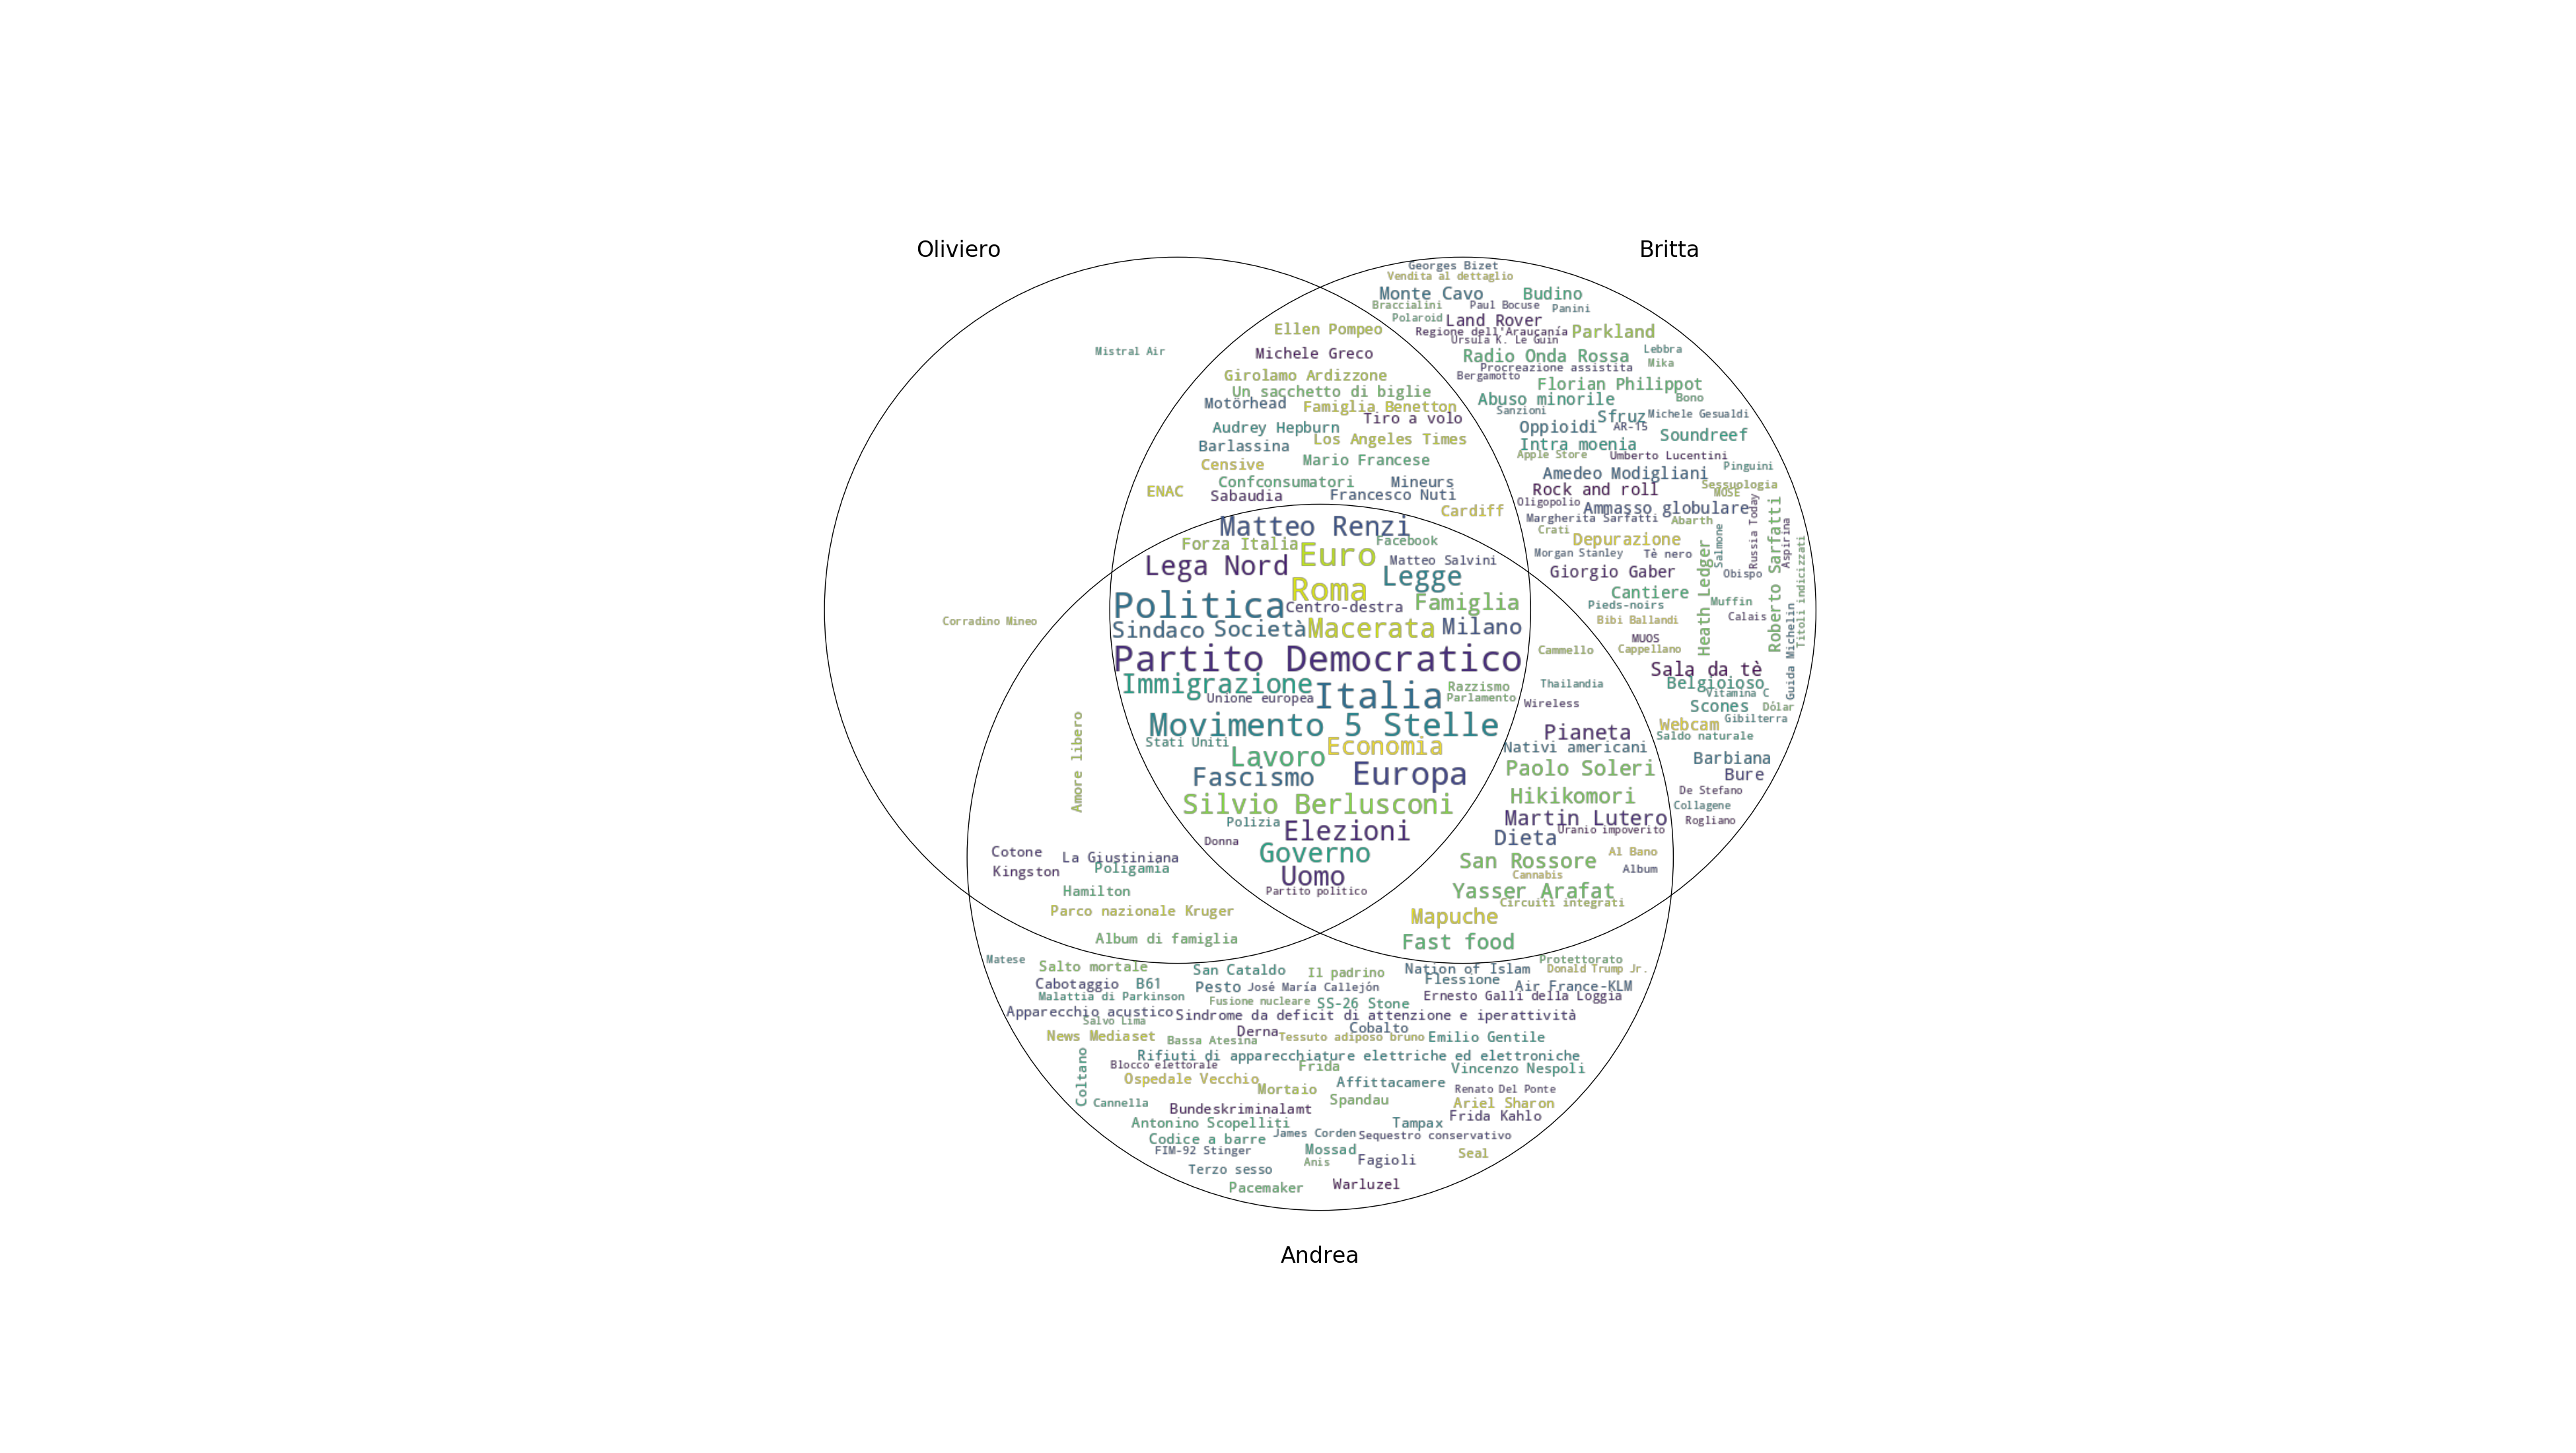 Oliviero
Britta
Georges Bizet
Vendita al dettaglio
Monte Cavo
Budino
Braccialini
Paul Bocuse
Panini
Polaroid
Land Rover
Regione dell'Araucanía
Parkland
Ursula K. Le Guin
Radio Onda Rossa
Lebbra
Procreazione assistita
Mika
Bergamotto
Florian Philippot
Abuso minorile
Bono
Sanzioni
Sfruz
Michele Gesualdi
Oppioidi
AR-15
Intra moenia
Soundreef
Apple Store
Umberto Lucentini
Amedeo Modigliani
Pinguini
Rock and roll
Sessuologia
MOSE
Oligopolio
Ammasso globulare
Margherita Sarfatti
Abarth
Crati
Depurazione
Morgan Stanley
Tè nero
Salmone
Russia Today
Roberto Sarfatti
Aspirina
Titoli indicizzati
Giorgio Gaber
Heath Ledger
Obispo
Cantiere
Pieds-noirs
Muffin
Bibi Ballandi
Calais
Guida Michelin
MUOS
Cappellano
Sala da tè
Belgioioso
Vitamina C
Scones
Dólar
Webcam
Gibilterra
Saldo naturale
Barbiana
Bure
De Stefano
Collagene
Rogliano
Mistral Air
Corradino Mineo
Ellen Pompeo
Michele Greco
Girolamo Ardizzone
Un sacchetto di biglie
Motörhead
Famiglia Benetton
Tiro a volo
Audrey Hepburn
Los Angeles Times
Barlassina
Censive
Mario Francese
Confconsumatori
Mineurs
ENAC
Sabaudia
Francesco Nuti
Cardiff
Matteo Renzi
Forza Italia
Facebook
Euro
Lega Nord
Matteo Salvini
Legge
Roma
Politica
Centro-destra
Famiglia
Sindaco
Società
Macerata
Milano
Partito Democratico
Immigrazione
Unione europea
Italia
Razzismo
Parlamento
Movimento 5 Stelle
Stati Uniti
Lavoro
Economia
Fascismo
Europa
Silvio Berlusconi
Polizia
Elezioni
Donna
Governo
Uomo
Partito politico
Cammello
Thailandia
Wireless
Pianeta
Nativi americani
Paolo Soleri
Hikikomori
Martin Lutero
Uranio impoverito
Dieta
San Rossore
Al Bano
Cannabis
Album
Yasser Arafat
Circuiti integrati
Mapuche
Fast food
Amore libero
Cotone
La Giustiniana
Kingston
Poligamia
Hamilton
Parco nazionale Kruger
Album di famiglia
Matese
Salto mortale
San Cataldo
Il padrino
Nation of Islam
Protettorato
Donald Trump Jr.
Cabotaggio
B61
Pesto
José María Callejón
Flessione
Air France-KLM
Malattia di Parkinson
Fusione nucleare
SS-26 Stone
Ernesto Galli della Loggia
Apparecchio acustico
Salvo Lima
Sindrome da deficit di attenzione e iperattività
News Mediaset
Bassa Atesina
Derna
Tessuto adiposo bruno
Cobalto
Emilio Gentile
Rifiuti di apparecchiature elettriche ed elettroniche
Coltano
Blocco elettorale
Frida
Vincenzo Nespoli
Ospedale Vecchio
Mortaio
Affittacamere
Renato Del Ponte
Cannella
Bundeskriminalamt
Spandau
Ariel Sharon
Frida Kahlo
Antonino Scopelliti
Tampax
Codice a barre
James Corden
Sequestro conservativo
FIM-92 Stinger
Mossad
Seal
Anis
Fagioli
Terzo sesso
Pacemaker
Warluzel
Andrea